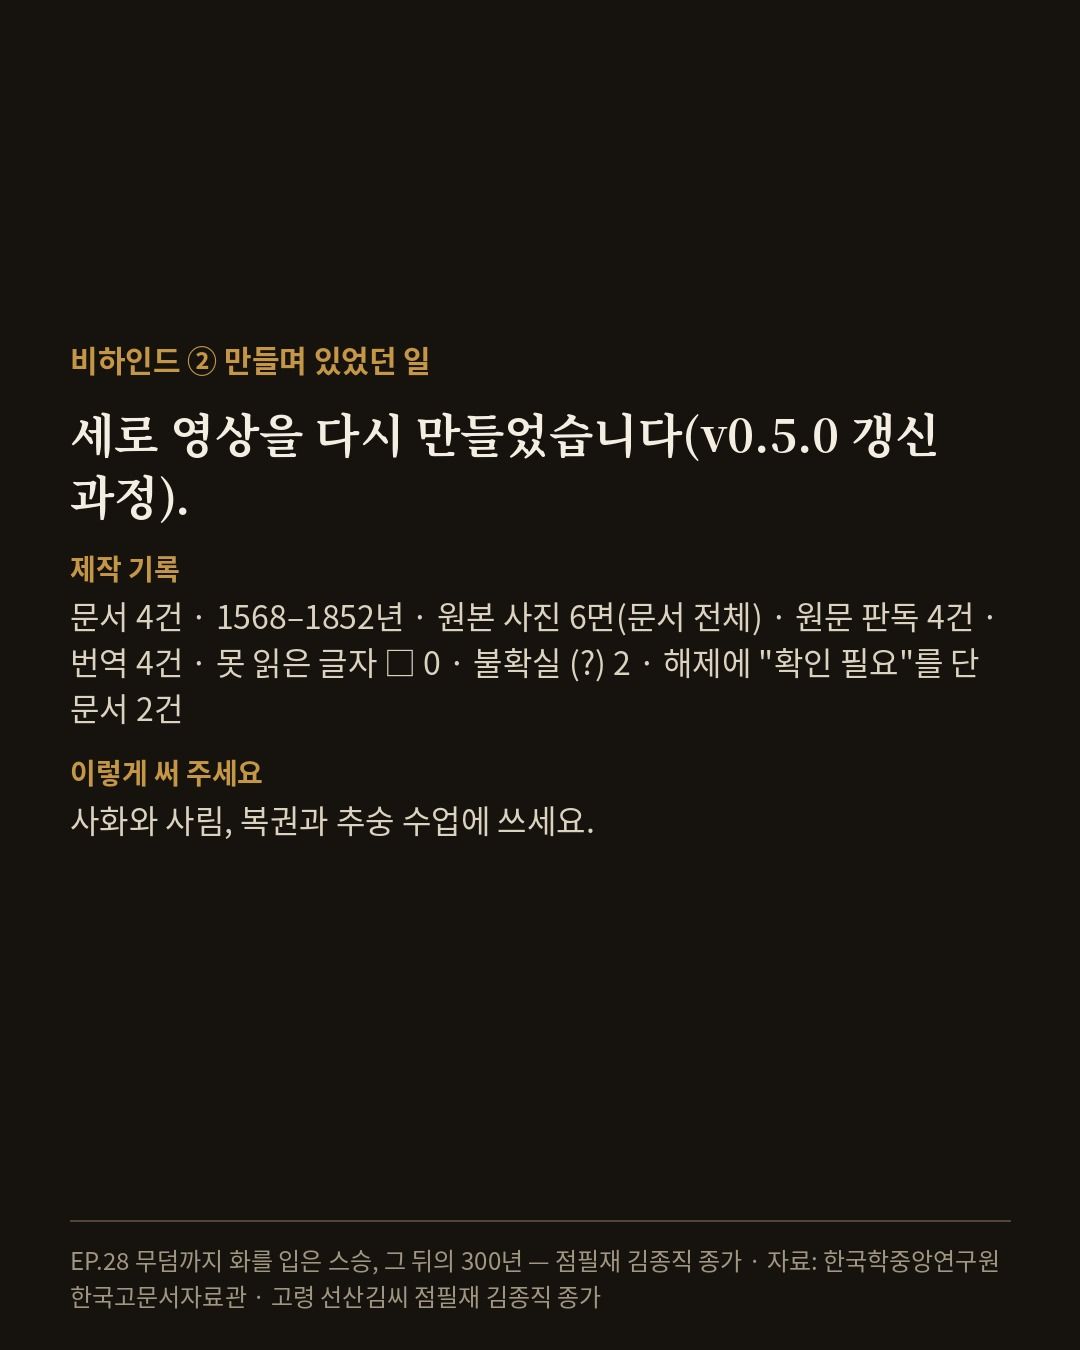 비하인드 ② 만들며 있었던 일
세로 영상을 다시 만들었습니다(v0.5.0 갱신
과정).
제작 기록
문서 4건 · 1568–1852년 · 원본 사진 6면(문서 전체) · 원문 판독 4건 ·
번역 4건 · 못 읽은 글자 □ 0 · 불확실 (?) 2 · 해제에 "확인 필요"를 단
문서 2건
이렇게 써 주세요
사화와 사림, 복권과 추숭 수업에 쓰세요.
EP.28 무덤까지 화를 입은 스승, 그 뒤의 300년 — 점필재 김종직 종가 · 자료: 한국학중앙연구원
한국고문서자료관 · 고령 선산김씨 점필재 김종직 종가